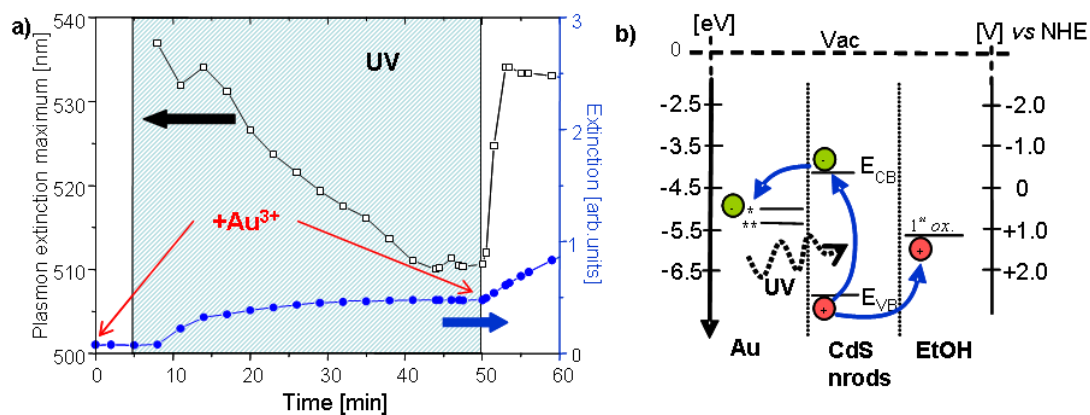 a)
540
530
520
510
500
Plasmon extinction maximum [nm]
UV
+Au³⁺
3
2
1
0
Extinction [arb. units]
0 10 20 30 40 50 60
Time [min]
b)
[eV] Vac [V] vs NHE
0
-2.5
-3.5
-4.5
-5.5
-6.5
-2.0
-1.0
0
+1.0
+2.0
E_CB
*
**
1st ox.
UV
E_VB
- - + +
Au CdS EtOH
nrods